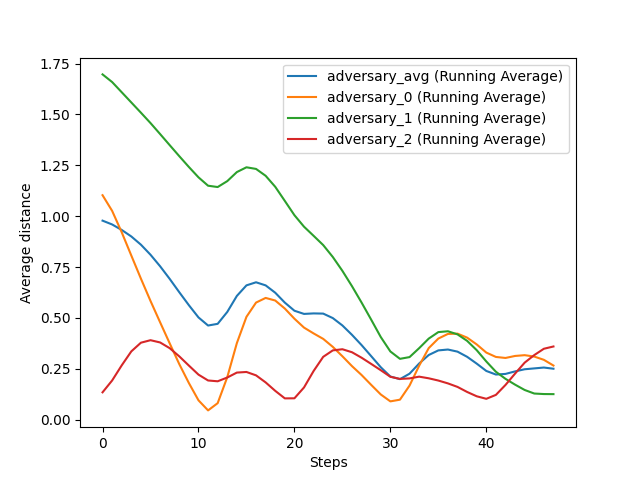 1.75
1.50
1.25
1.00
0.75
0.50
0.25
0.00
Average distance
adversary_avg (Running Average)
adversary_0 (Running Average)
adversary_1 (Running Average)
adversary_2 (Running Average)
0
10
20
30
40
Steps